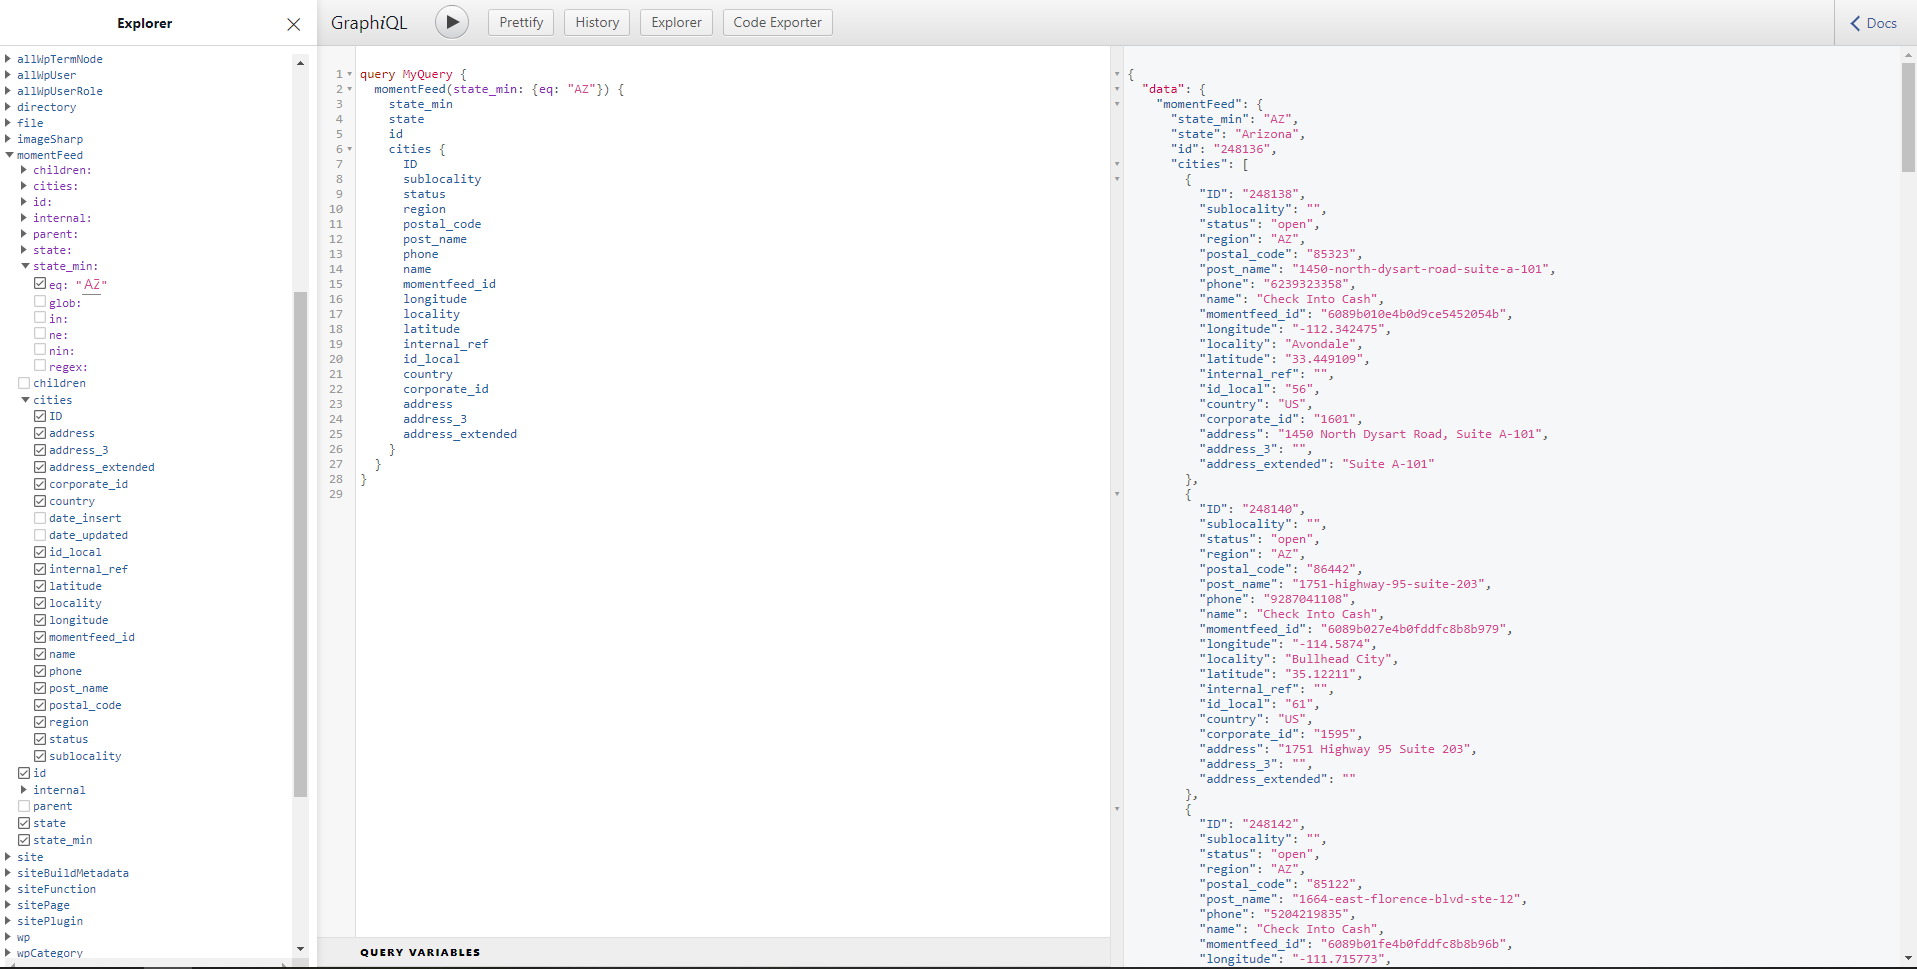 Explorer
GraphiQL
Prettify
History
Explorer
Code Exporter
Docs
allWpTermNode
allWpUser
allWpUserRole
directory
file
imageSharp
momentFeed
children:
cities:
id:
internal:
parent:
state:
state_min:
eq: "AZ"
glob:
in:
ne:
nin:
regex:
children
cities
ID
address
address_3
address_extended
corporate_id
country
date_insert
date_updated
id_local
internal_ref
latitude
locality
longitude
momentfeed_id
name
phone
post_name
postal_code
region
status
sublocality
id
internal
parent
state
state_min
site
siteBuildMetadata
siteFunction
sitePage
sitePlugin
wp
wpCategory
1 query MyQuery {
2 momentFeed(state_min: {eq: "AZ"}) {
3 state_min
4 state
5 id
6 cities {
7 ID
8 sublocality
9 status
10 region
11 postal_code
12 post_name
13 phone
14 name
15 momentfeed_id
16 longitude
17 locality
18 latitude
19 internal_ref
20 id_local
21 country
22 corporate_id
23 address
24 address_3
25 address_extended
26 }
27 }
28 }
29
QUERY VARIABLES
{
"data": {
"momentFeed": {
"state_min": "AZ",
"state": "Arizona",
"id": "248136",
"cities": [
{
"ID": "248138",
"sublocality": "",
"status": "open",
"region": "AZ",
"postal_code": "85323",
"post_name": "1450-north-dysart-road-suite-a-101",
"phone": "6239323358",
"name": "Check Into Cash",
"momentfeed_id": "6089b010e4b0d9ce5452054b",
"longitude": "-112.342475",
"locality": "Avondale",
"latitude": "33.449109",
"internal_ref": "",
"id_local": "56",
"country": "US",
"corporate_id": "1601",
"address": "1450 North Dysart Road, Suite A-101",
"address_3": "",
"address_extended": "Suite A-101"
},
{
"ID": "248140",
"sublocality": "",
"status": "open",
"region": "AZ",
"postal_code": "86442",
"post_name": "1751-highway-95-suite-203",
"phone": "9287041108",
"name": "Check Into Cash",
"momentfeed_id": "6089b027e4b0fddfc8b8b979",
"longitude": "-114.5874",
"locality": "Bullhead City",
"latitude": "35.12211",
"internal_ref": "",
"id_local": "61",
"country": "US",
"corporate_id": "1595",
"address": "1751 Highway 95 Suite 203",
"address_3": "",
"address_extended": ""
},
{
"ID": "248142",
"sublocality": "",
"status": "open",
"region": "AZ",
"postal_code": "85122",
"post_name": "1664-east-florence-blvd-ste-12",
"phone": "5204219835",
"name": "Check Into Cash",
"momentfeed_id": "6089b01fe4b0fddfc8b8b96b",
"longitude": "-111.715773",